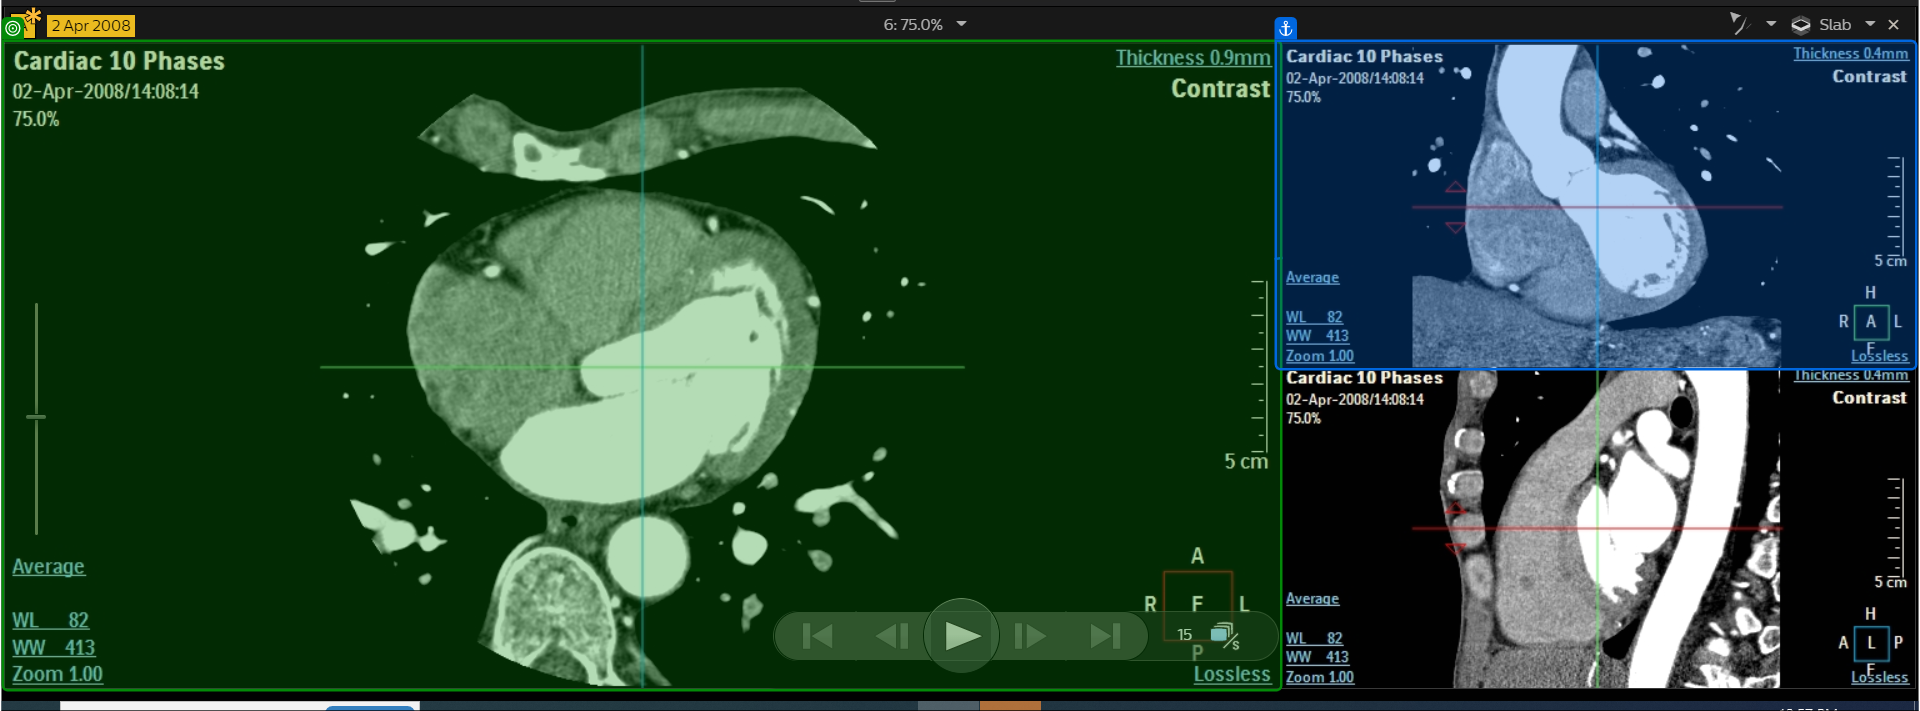 2 Apr 2008
6: 75.0%
Slab
Cardiac 10 Phases
02-Apr-2008/14:08:14
75.0%
Thickness 0.9mm
Contrast
5 cm
Average
WL 82
WW 413
Zoom 1.00
A
R F L
P
15 /s
Lossless
Cardiac 10 Phases
02-Apr-2008/14:08:14
75.0%
Thickness 0.4mm
Contrast
5 cm
Average
WL 82
WW 413
Zoom 1.00
H
R A L
F
Lossless
Cardiac 10 Phases
02-Apr-2008/14:08:14
75.0%
Thickness 0.4mm
Contrast
5 cm
Average
WL 82
WW 413
Zoom 1.00
H
A L P
F
Lossless